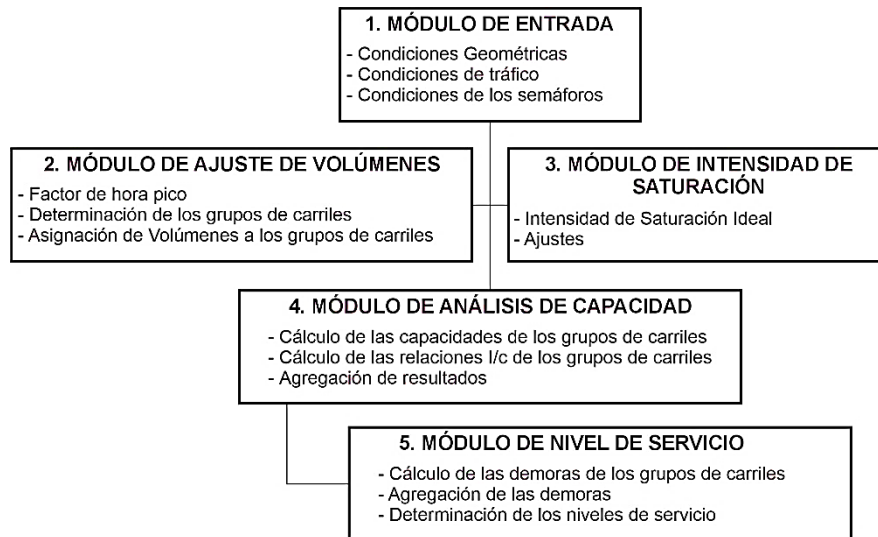 1. MÓDULO DE ENTRADA
- Condiciones Geométricas
- Condiciones de tráfico
- Condiciones de los semáforos
2. MÓDULO DE AJUSTE DE VOLÚMENES
- Factor de hora pico
- Determinación de los grupos de carriles
- Asignación de Volúmenes a los grupos de carriles
3. MÓDULO DE INTENSIDAD DE
SATURACIÓN
- Intensidad de Saturación Ideal
- Ajustes
4. MÓDULO DE ANÁLISIS DE CAPACIDAD
- Cálculo de las capacidades de los grupos de carriles
- Cálculo de las relaciones I/c de los grupos de carriles
- Agregación de resultados
5. MÓDULO DE NIVEL DE SERVICIO
- Cálculo de las demoras de los grupos de carriles
- Agregación de las demoras
- Determinación de los niveles de servicio